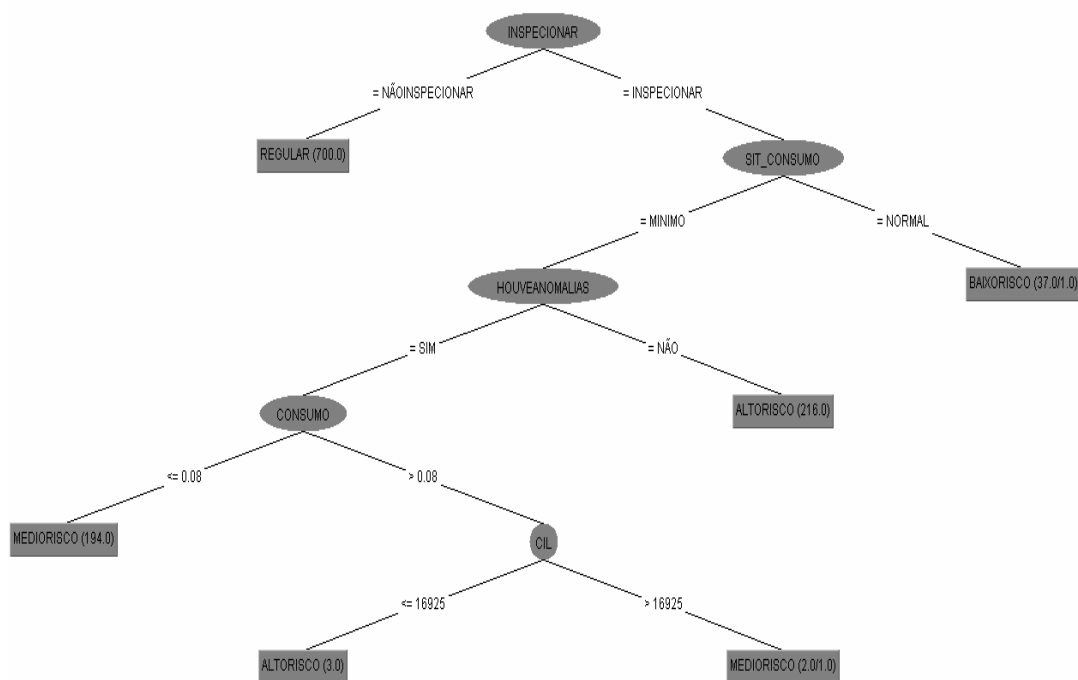 INSPECIONAR
= NÃOINSPECIONAR
= INSPECIONAR
REGULAR (700.0)
SIT_CONSUMO
= MINIMO
= NORMAL
HOUVEANOMALIAS
BAIXORISCO (37.0/1.0)
= SIM
= NÃO
CONSUMO
ALTORISCO (216.0)
<= 0.08
> 0.08
MEDIORISCO (194.0)
CIL
<= 16925
> 16925
ALTORISCO (3.0)
MEDIORISCO (2.0/1.0)